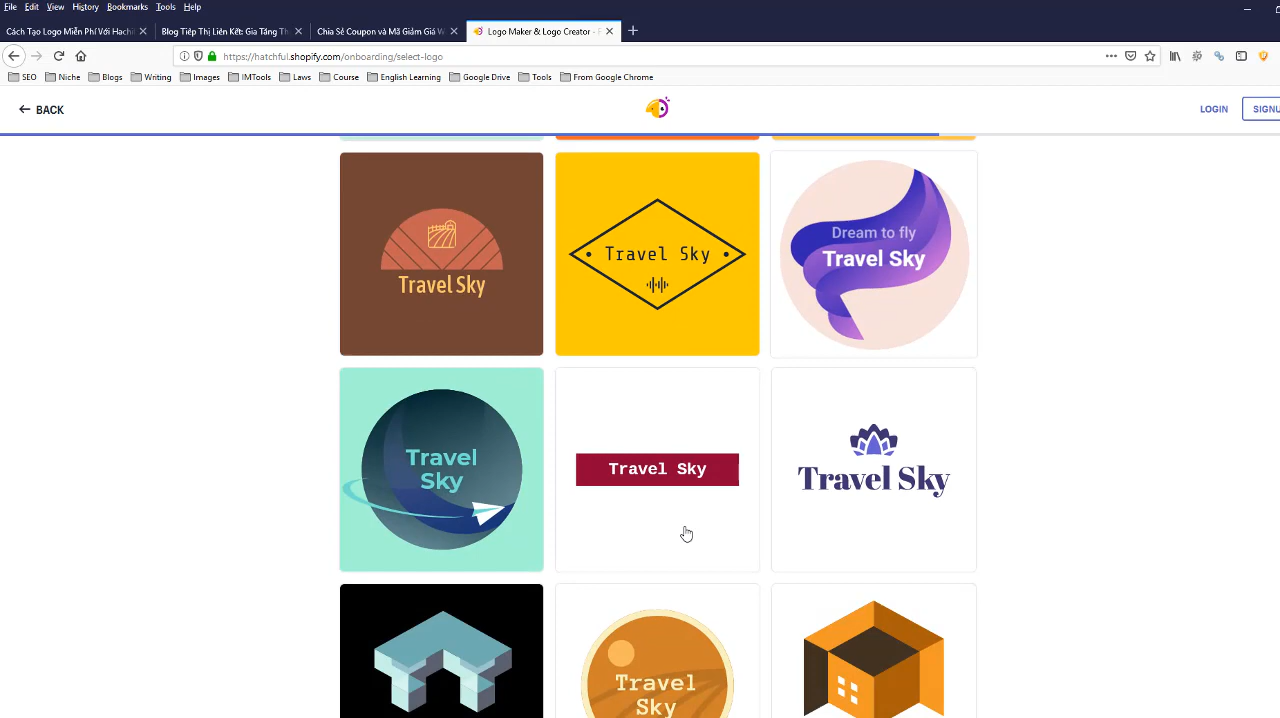 File Edit View History Bookmarks Tools Help
Cách Tạo Logo Miễn Phí Với Hachi
Blog Tiếp Thị Liên Kết: Gia Tăng Th
Chia Sẻ Coupon và Mã Giảm Giá W
Logo Maker & Logo Creator - F
https://hatchful.shopify.com/onboarding/select-logo
SEO Niche Blogs Writing Images IMTools Laws Course English Learning Google Drive Tools From Google Chrome
BACK
LOGIN
SIGNU
Travel Sky
Travel Sky
Dream to fly
Travel Sky
Travel
Sky
Travel Sky
Travel Sky
Travel
Sky